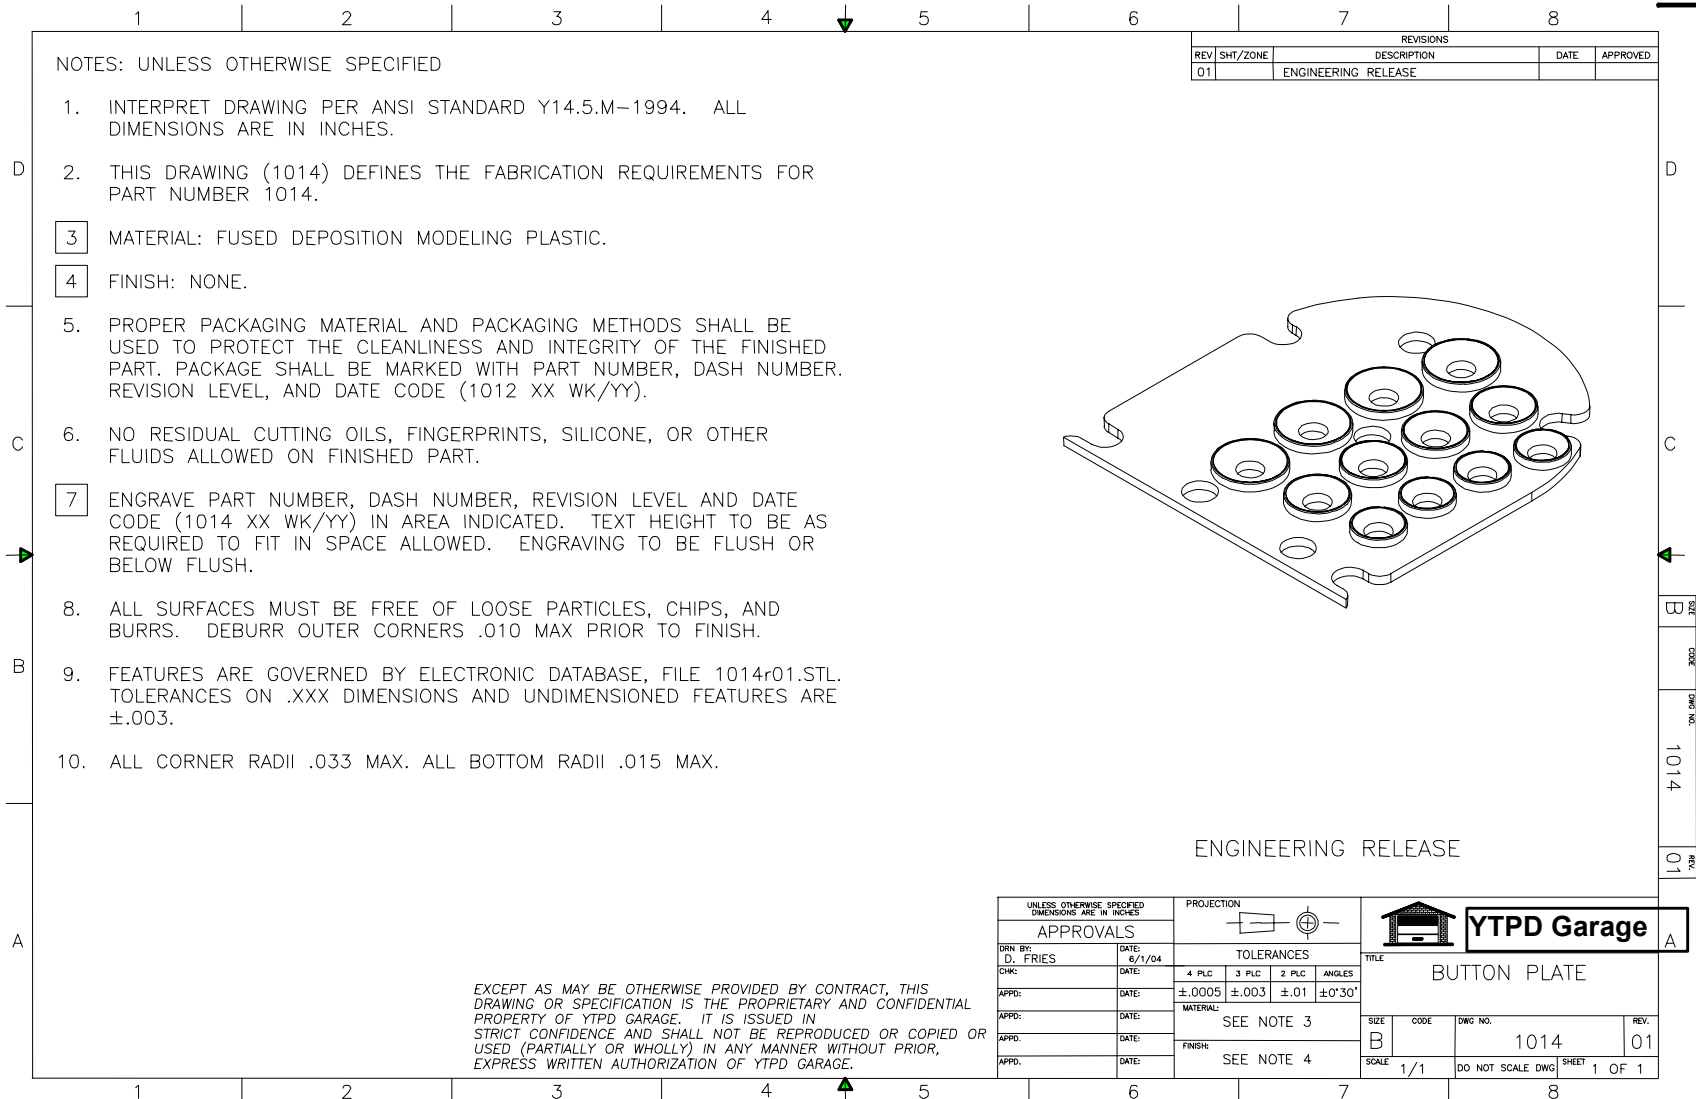 1 2 3 4 5 6 7 8
NOTES: UNLESS OTHERWISE SPECIFIED
1. INTERPRET DRAWING PER ANSI STANDARD Y14.5.M-1994. ALL
DIMENSIONS ARE IN INCHES.
2. THIS DRAWING (1014) DEFINES THE FABRICATION REQUIREMENTS FOR
PART NUMBER 1014.
3 MATERIAL: FUSED DEPOSITION MODELING PLASTIC.
4 FINISH: NONE.
5. PROPER PACKAGING MATERIAL AND PACKAGING METHODS SHALL BE
USED TO PROTECT THE CLEANLINESS AND INTEGRITY OF THE FINISHED
PART. PACKAGE SHALL BE MARKED WITH PART NUMBER, DASH NUMBER.
REVISION LEVEL, AND DATE CODE (1012 XX WK/YY).
6. NO RESIDUAL CUTTING OILS, FINGERPRINTS, SILICONE, OR OTHER
FLUIDS ALLOWED ON FINISHED PART.
7 ENGRAVE PART NUMBER, DASH NUMBER, REVISION LEVEL AND DATE
CODE (1014 XX WK/YY) IN AREA INDICATED. TEXT HEIGHT TO BE AS
REQUIRED TO FIT IN SPACE ALLOWED. ENGRAVING TO BE FLUSH OR
BELOW FLUSH.
8. ALL SURFACES MUST BE FREE OF LOOSE PARTICLES, CHIPS, AND
BURRS. DEBURR OUTER CORNERS .010 MAX PRIOR TO FINISH.
9. FEATURES ARE GOVERNED BY ELECTRONIC DATABASE, FILE 1014r01.STL.
TOLERANCES ON .XXX DIMENSIONS AND UNDIMENSIONED FEATURES ARE
±.003.
10. ALL CORNER RADII .033 MAX. ALL BOTTOM RADII .015 MAX.
REVISIONS
REV SHT/ZONE DESCRIPTION DATE APPROVED
01 ENGINEERING RELEASE
D
C
B
A
D
C
SIZE B
CODE
DWG NO. 1014
REV. 01
A
ENGINEERING RELEASE
EXCEPT AS MAY BE OTHERWISE PROVIDED BY CONTRACT, THIS
DRAWING OR SPECIFICATION IS THE PROPRIETARY AND CONFIDENTIAL
PROPERTY OF YTPD GARAGE. IT IS ISSUED IN
STRICT CONFIDENCE AND SHALL NOT BE REPRODUCED OR COPIED OR
USED (PARTIALLY OR WHOLLY) IN ANY MANNER WITHOUT PRIOR,
EXPRESS WRITTEN AUTHORIZATION OF YTPD GARAGE.
UNLESS OTHERWISE SPECIFIED
DIMENSIONS ARE IN INCHES
APPROVALS
DRN BY: D. FRIES DATE: 6/1/04
CHK: DATE:
APPD: DATE:
APPD: DATE:
APPD. DATE:
APPD. DATE:
PROJECTION
TOLERANCES
4 PLC 3 PLC 2 PLC ANGLES
±.0005 ±.003 ±.01 ±0°30'
MATERIAL:
SEE NOTE 3
FINISH:
SEE NOTE 4
YTPD Garage
TITLE
BUTTON PLATE
SIZE CODE DWG NO. REV.
B 1014 01
SCALE 1/1 DO NOT SCALE DWG SHEET 1 OF 1
1 2 3 4 5 6 7 8